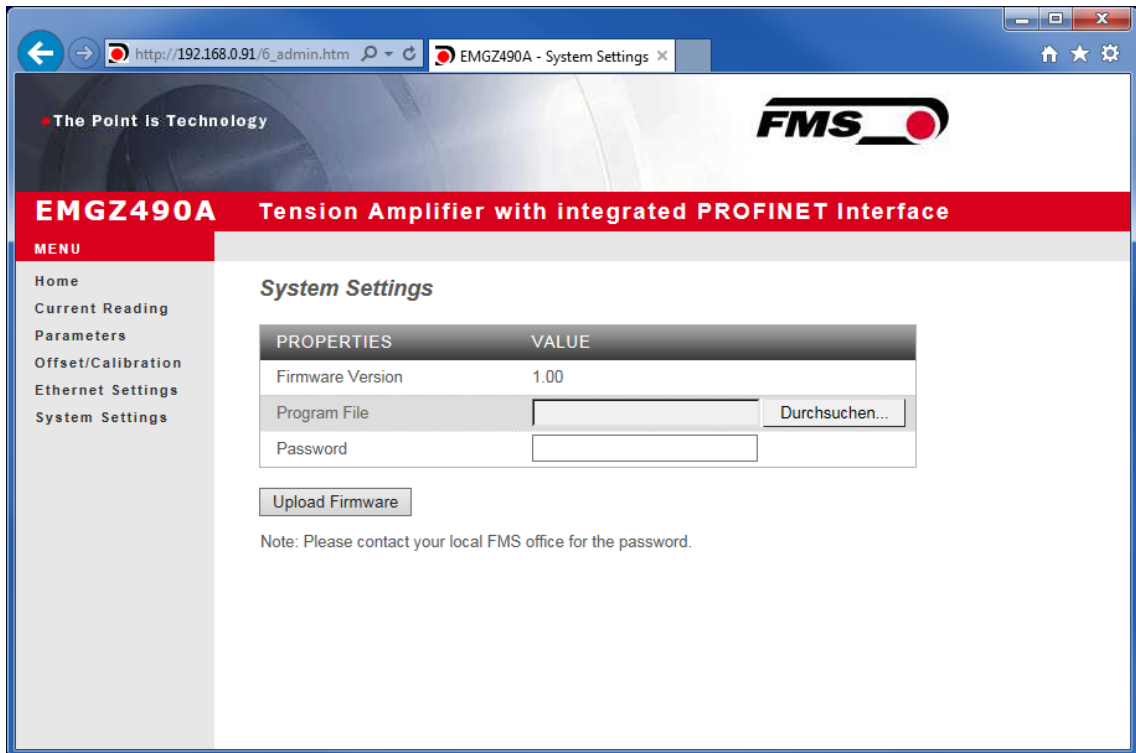 http://192.168.0.91/6_admin.htm
EMGZ490A - System Settings
The Point is Technology
FMS
EMGZ490A
Tension Amplifier with integrated PROFINET Interface
MENU
Home
Current Reading
Parameters
Offset/Calibration
Ethernet Settings
System Settings
System Settings
PROPERTIES VALUE
Firmware Version 1.00
Program File Durchsuchen...
Password
Upload Firmware
Note: Please contact your local FMS office for the password.